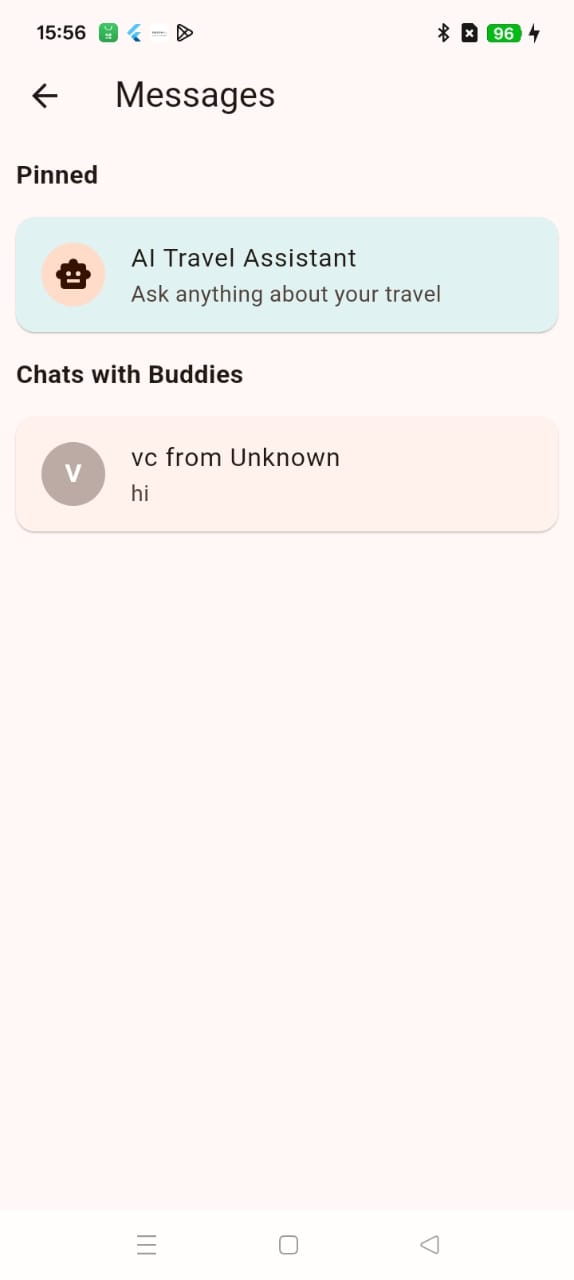 15:56
96
Messages
Pinned
AI Travel Assistant
Ask anything about your travel
Chats with Buddies
V
vc from Unknown
hi